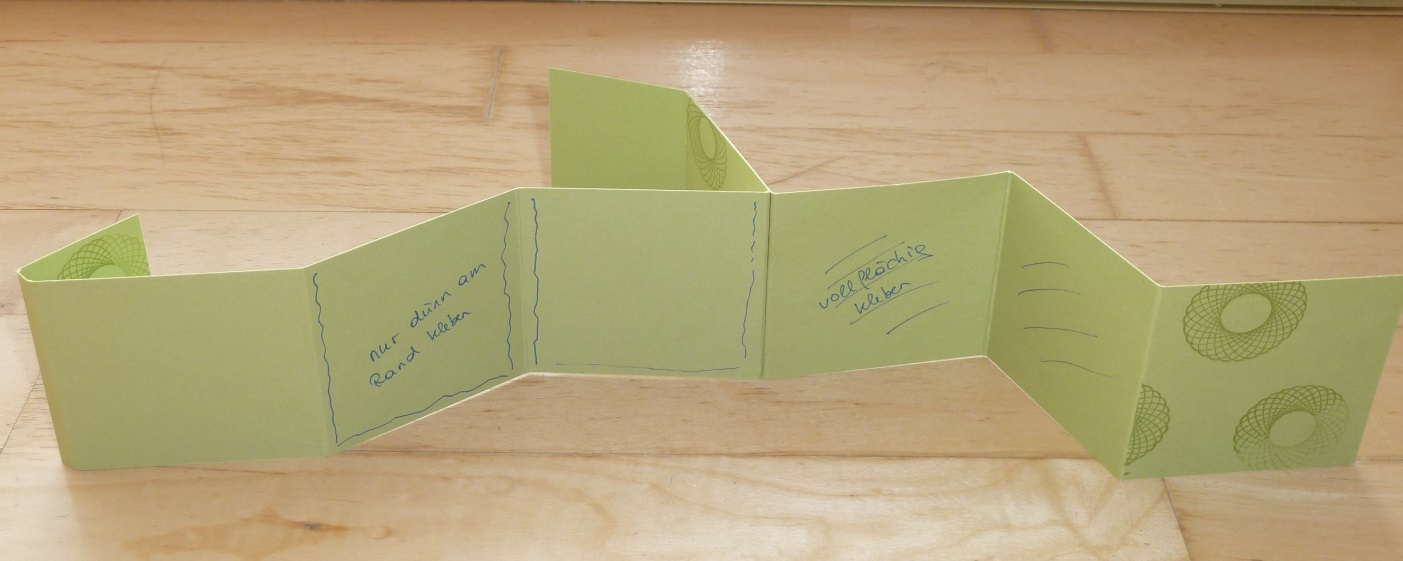 nur dünn am
Rand kleben
vollflächig
kleben